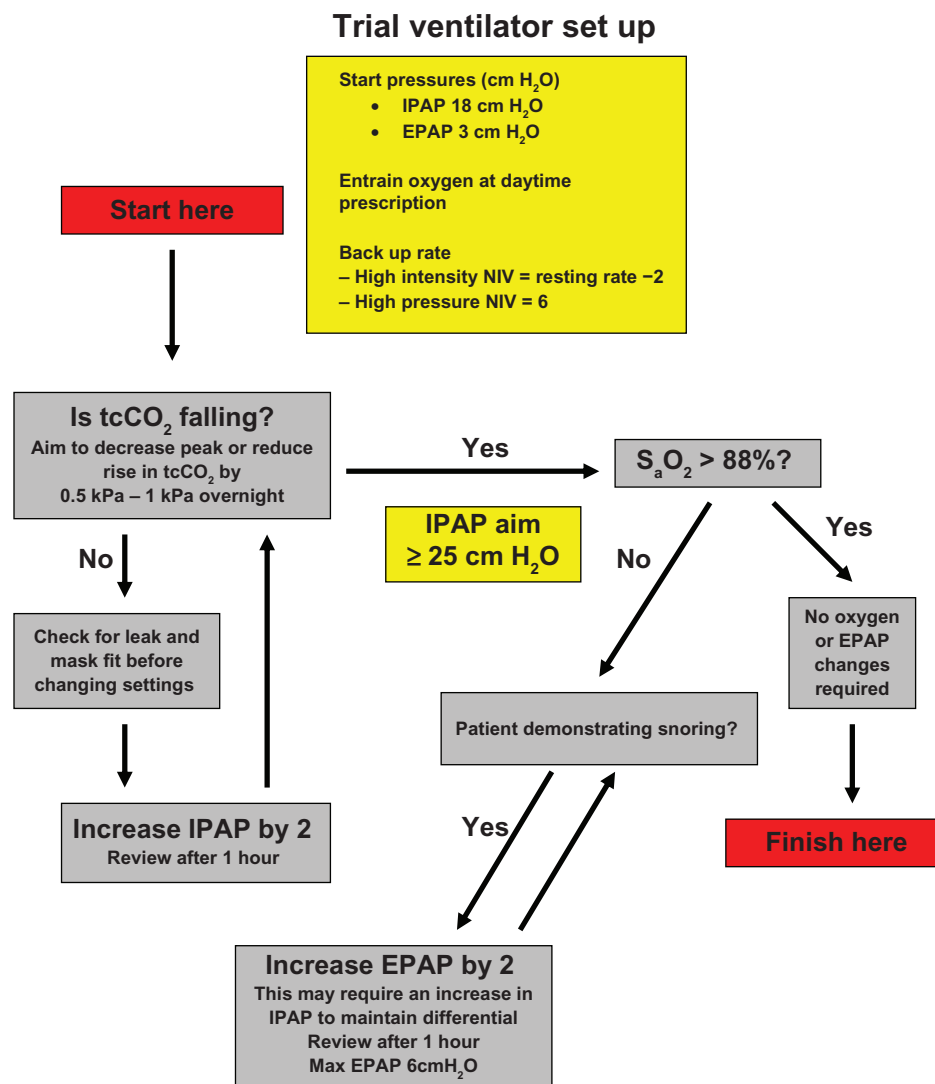 Trial ventilator set up
Start pressures (cm H₂O)
• IPAP 18 cm H₂O
• EPAP 3 cm H₂O
Entrain oxygen at daytime
prescription
Back up rate
– High intensity NIV = resting rate −2
– High pressure NIV = 6
Start here
Is tcCO₂ falling?
Aim to decrease peak or reduce
rise in tcCO₂ by
0.5 kPa – 1 kPa overnight
Yes
SₐO₂ > 88%?
IPAP aim
≥ 25 cm H₂O
No
No
Yes
Check for leak and
mask fit before
changing settings
No oxygen
or EPAP
changes
required
Patient demonstrating snoring?
Increase IPAP by 2
Review after 1 hour
Yes
Finish here
Increase EPAP by 2
This may require an increase in
IPAP to maintain differential
Review after 1 hour
Max EPAP 6cmH₂O